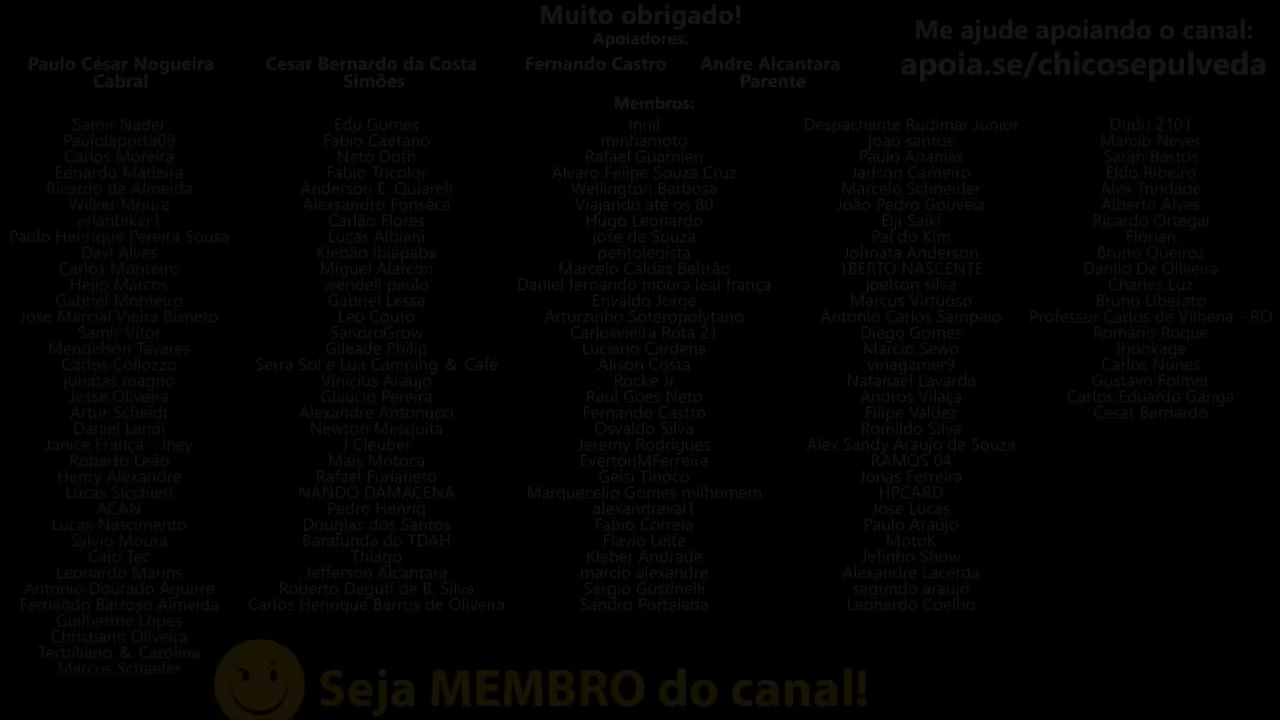 Muito obrigado!
Apoiadores:
Paulo César Nogueira Cabral
Cesar Bernardo da Costa Simões
Fernando Castro
Andre Alcantara Parente
Me ajude apoiando o canal:
apoia.se/chicosepulveda
Membros:
Samir Nader
Paulolaporta09
Carlos Moreira
Eduardo Madeira
Ricardo de Almeida
Wilker Moura
erlanbiker1
Paulo Henrique Pereira Sousa
Davi Alves
Carlos Monteiro
Helio Marcos
Gabriel Monteiro
Jose Marcial Vieira Bisneto
Samir Vitor
Mendelson Tavares
Carlos Collozzo
jonatas magno
Jesse Oliveira
Artur Scheidt
Daniel Landi
Janice França - Jney
Roberto Leão
Henry Alexandre
Lucas Sicchieri
ACAN
Lucas Nascimento
Sylvio Moura
Caio Tec
Leonardo Manns
Antonio Dourado Aguirre
Fernando Barroso Almeida
Guilherme Lopes
Christiann Oliveira
Tertuliano & Carolina
Marcos Schaefer
Edu Gomes
Fabio Caetano
Neto Doth
Fabio Tricolor
Anderson E. Quiareli
Alexsandro Fonsêca
Carlão Flores
Lucas Albiani
Klebão ibiapaba
Miguel Alarcon
wendell paulo
Gabriel Lessa
Leo Couto
SandroGrow
Gileade Philip
Serra Sol e Lua Camping & Café
Vinicius Araujo
Glaucio Pereira
Alexandre Antonucci
Newton Mesquita
J Cleuber
Mais Motoca
Rafael Furlaneto
NANDO DAMACENA
Pedro Henriq
Douglas dos Santos
Barafunda do TDAH
Thiago
Jefferson Alcantara
Roberto Deguti de B. Silva
Carlos Henrique Barros de Oliveira
Innil
minhamoto
Rafael Guarnieri
Alvaro Felipe Souza Cruz
Wellington Barbosa
Viajando até os 80
Hugo Leonardo
jose de Souza
peritolegista
Marcelo Caldas Beltrão
Daniel fernando moura leal frança
Erivaldo Jorge
Arturzinho Soteropolytano
Carlosvieira Rota 21
Luciano Cardena
Alison Costa
Rocke Jr
Raul Goes Neto
Fernando Castro
Osvaldo Silva
Jeremy Rodrigues
EvertonMFerreira
Geisi Tinoco
Marquecelio Gomes milhomem
alexandreval1
Fabio Correia
Flavio Leite
Kleber Andrade
marcio alexandre
Sergio Gustinelli
Sandro Portelada
Despachante Rudimar Júnior
joao santos
Paulo Ananias
Jadson Carneiro
Marcelo Schneider
João Pedro Gouveia
Eiji Saiki
Pai do Kim
Johnata Anderson
1BERTO NASCENTE
joelson silva
Marcus Virtuoso
Antonio Carlos Sampaio
Diego Gomes
Marcio Sewo
vinagamer9
Natanael Lavarda
Andros Vilaça
Filipe Valdez
Romildo Silva
Alex Sandy Araujo de Souza
RAMOS 04
Jonas Ferreira
HPCARD
Jose Lucas
Paulo Araujo
MotoK
Jefinho Show
Alexandre Lacerda
segundo araujo
Leonardo Coelho
Dudu 2101
Marcio Neves
Sarah Bastos
Eldo Ribeiro
Alex Trindade
Alberto Alves
Ricardo Ortegal
Florian
Bruno Queiroz
Danilo De Oliveira
Charles Luz
Bruno Liberato
Professor Carlos de Vilhena - RO
Romario Roque
Jhonkage
Carlos Nunes
Gustavo Folmer
Carlos Eduardo Ganga
Cesar Bernardo
Seja MEMBRO do canal!